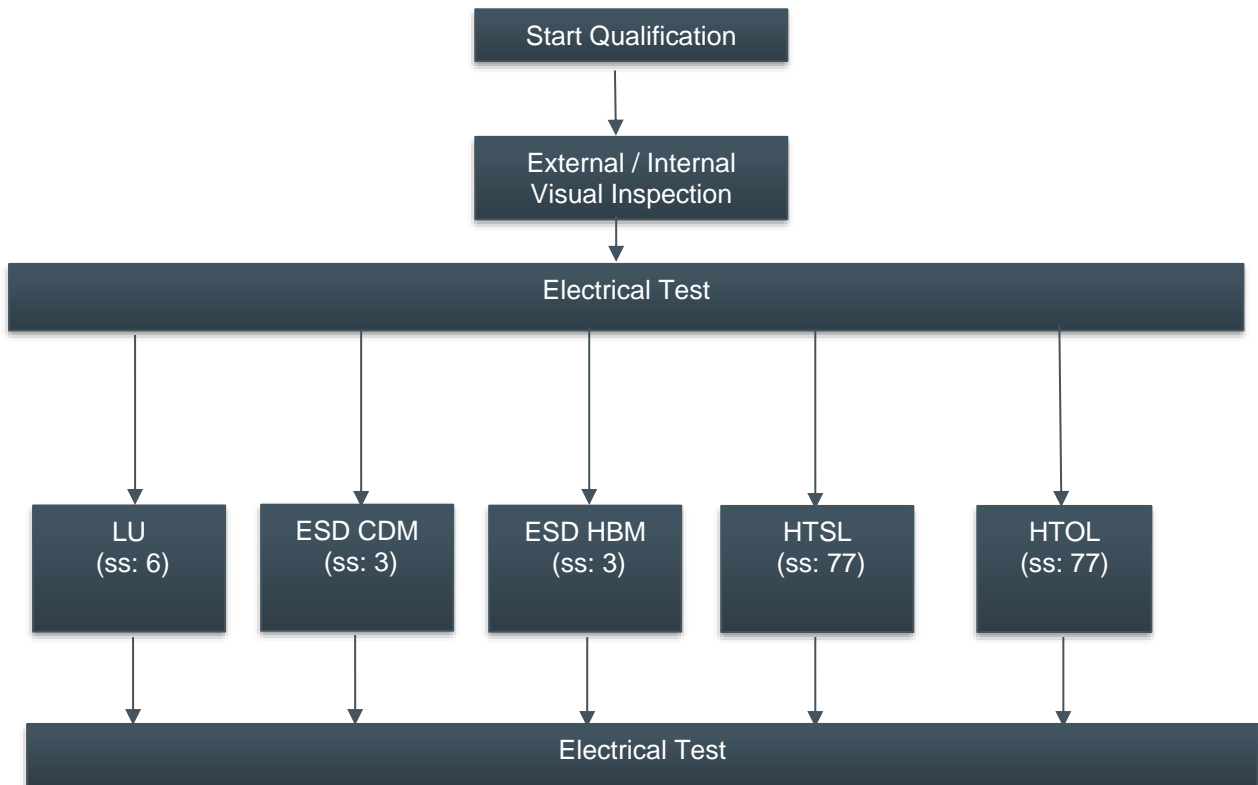 Start Qualification
External / Internal
Visual Inspection
Electrical Test
LU
(ss: 6)
ESD CDM
(ss: 3)
ESD HBM
(ss: 3)
HTSL
(ss: 77)
HTOL
(ss: 77)
Electrical Test